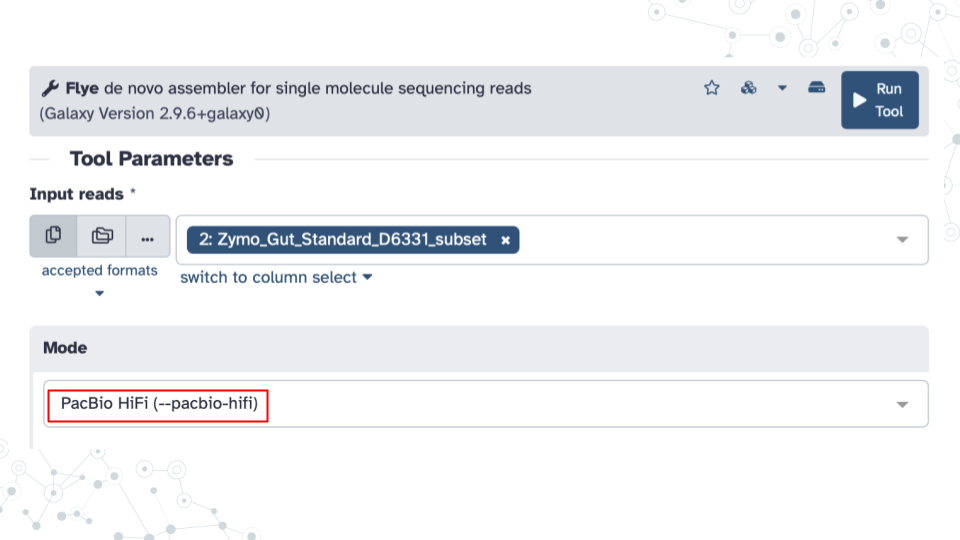 Flye de novo assembler for single molecule sequencing reads
(Galaxy Version 2.9.6+galaxy0)
Run
Tool
Tool Parameters
Input reads *
2: Zymo_Gut_Standard_D6331_subset ×
accepted formats
switch to column select
Mode
PacBio HiFi (--pacbio-hifi)